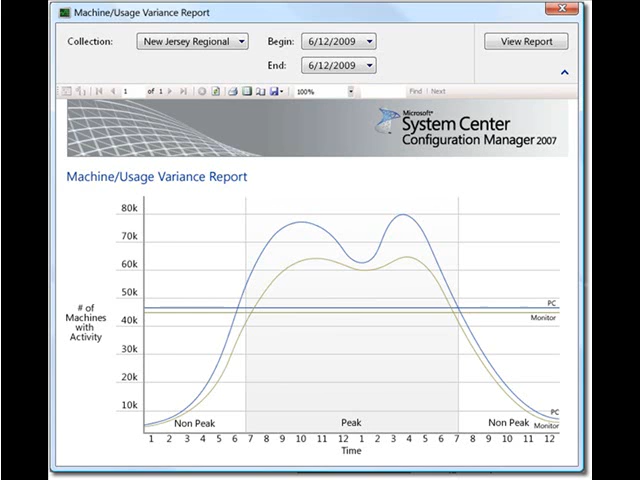 Machine/Usage Variance Report
Collection: New Jersey Regional Begin: 6/12/2009 View Report
End: 6/12/2009
1 of 1 100% Find | Next
Microsoft®
System Center
Configuration Manager 2007
Machine/Usage Variance Report
80k
70k
60k
50k
PC
# of Machines with Activity
40k
Monitor
30k
20k
10k
PC
Non Peak Peak Non Peak
Monitor
1 2 3 4 5 6 7 8 9 10 11 12 1 2 3 4 5 6 7 8 9 10 11 12
Time